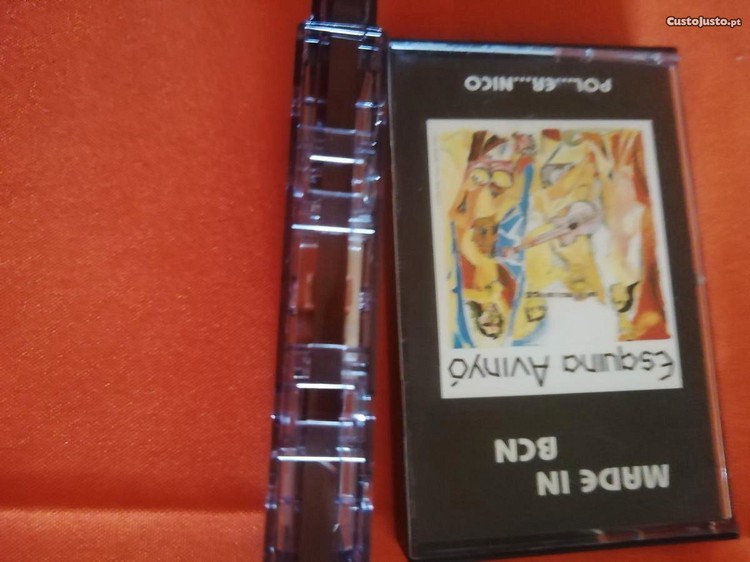 CustoJusto.pt
MADE IN
BCN
Esquina Avinyó
POL...ER...NICO